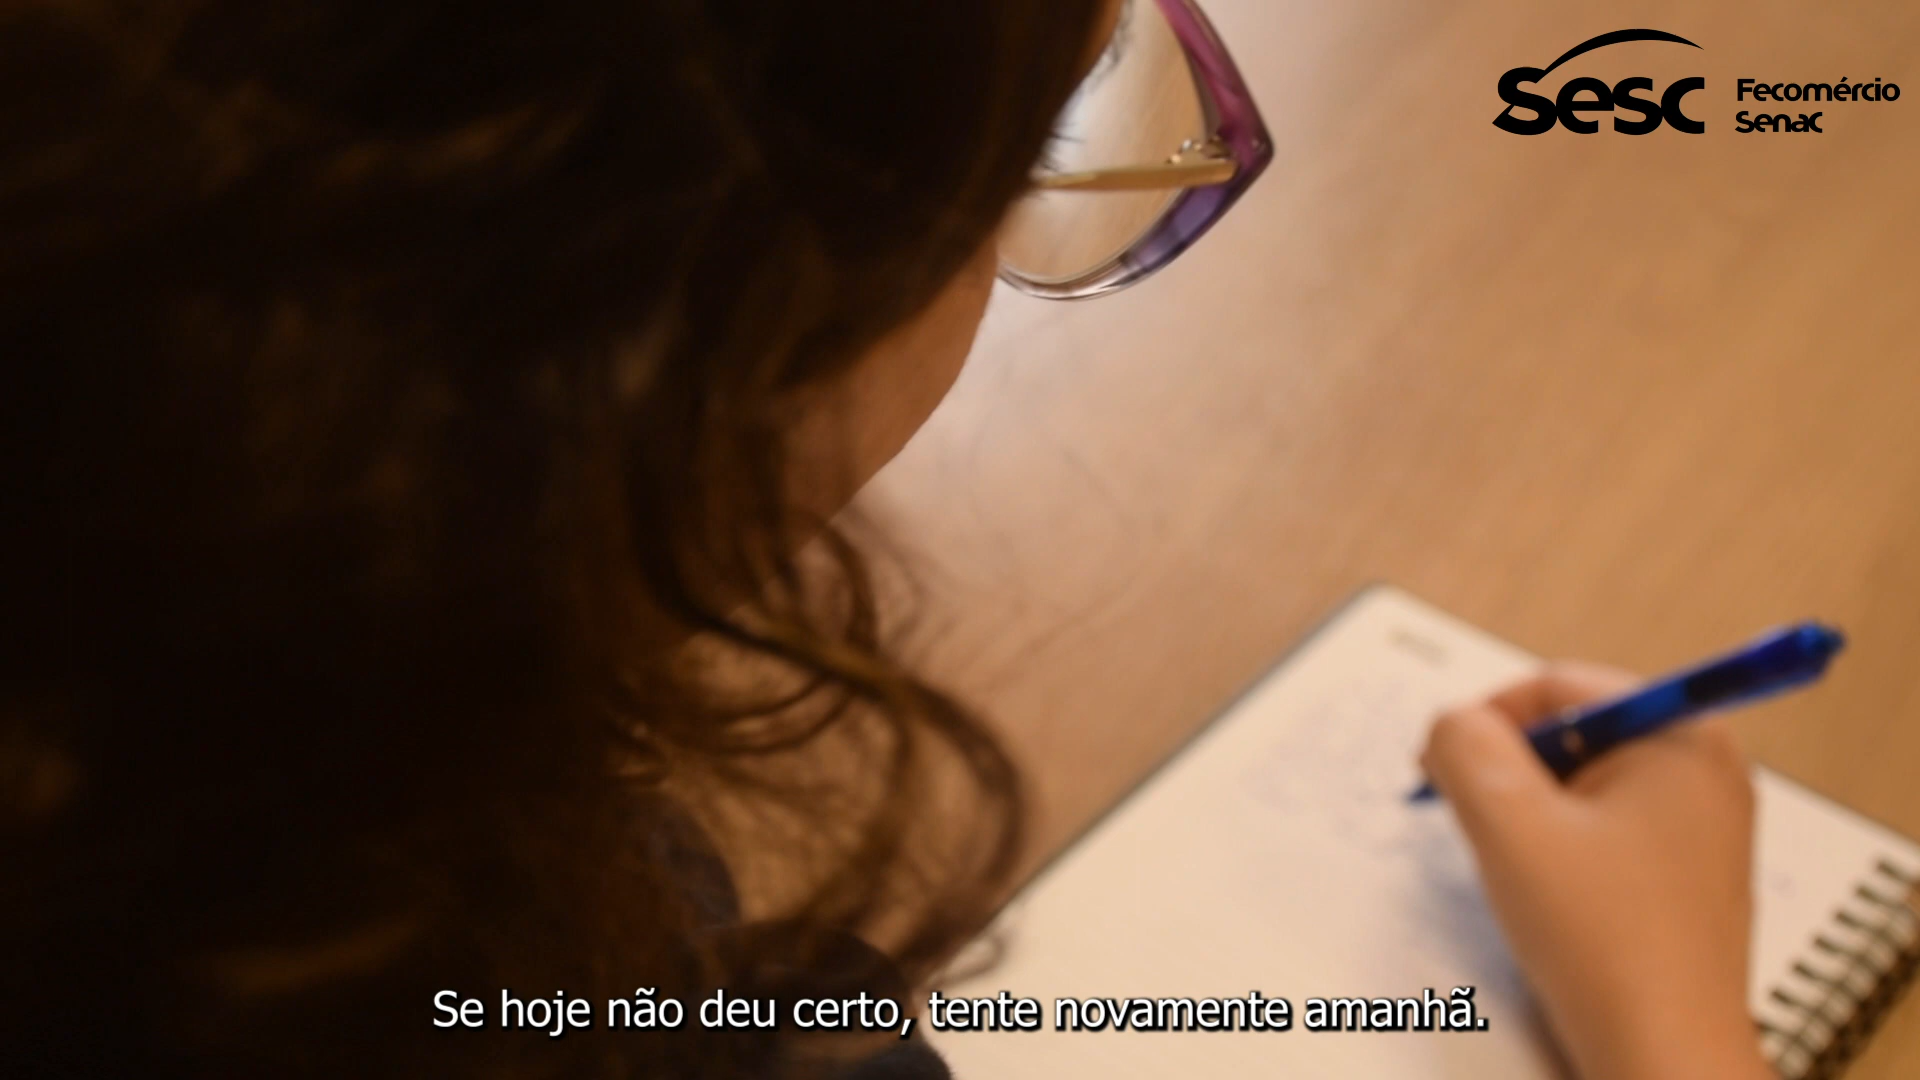 Sesc
Fecomércio
Senac
Se hoje não deu certo, tente novamente amanhã.